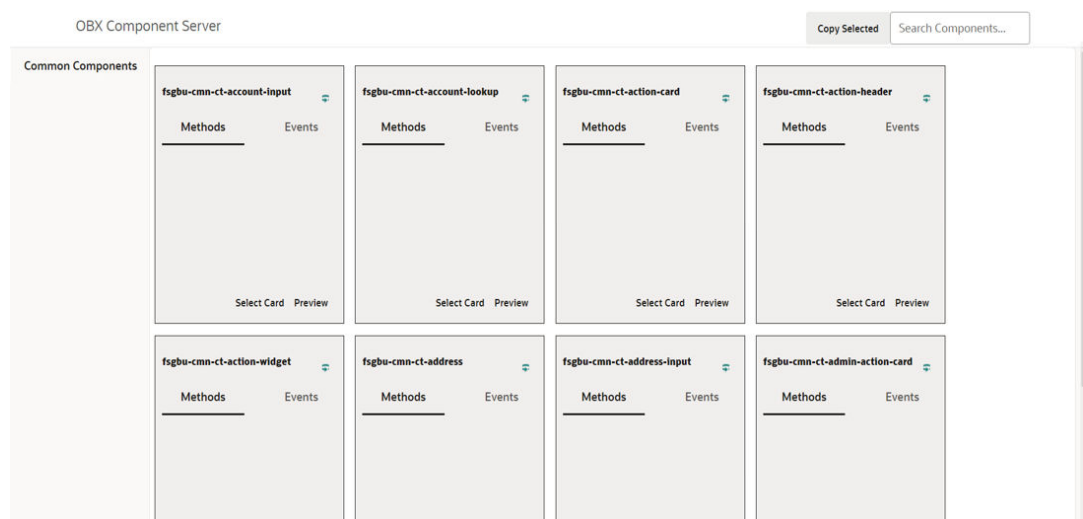 OBX Component Server
Copy Selected
Search Components...
Common Components
fsgbu-cmn-ct-account-input
Methods Events
Select Card Preview
fsgbu-cmn-ct-account-lookup
Methods Events
Select Card Preview
fsgbu-cmn-ct-action-card
Methods Events
Select Card Preview
fsgbu-cmn-ct-action-header
Methods Events
Select Card Preview
fsgbu-cmn-ct-action-widget
Methods Events
fsgbu-cmn-ct-address
Methods Events
fsgbu-cmn-ct-address-input
Methods Events
fsgbu-cmn-ct-admin-action-card
Methods Events